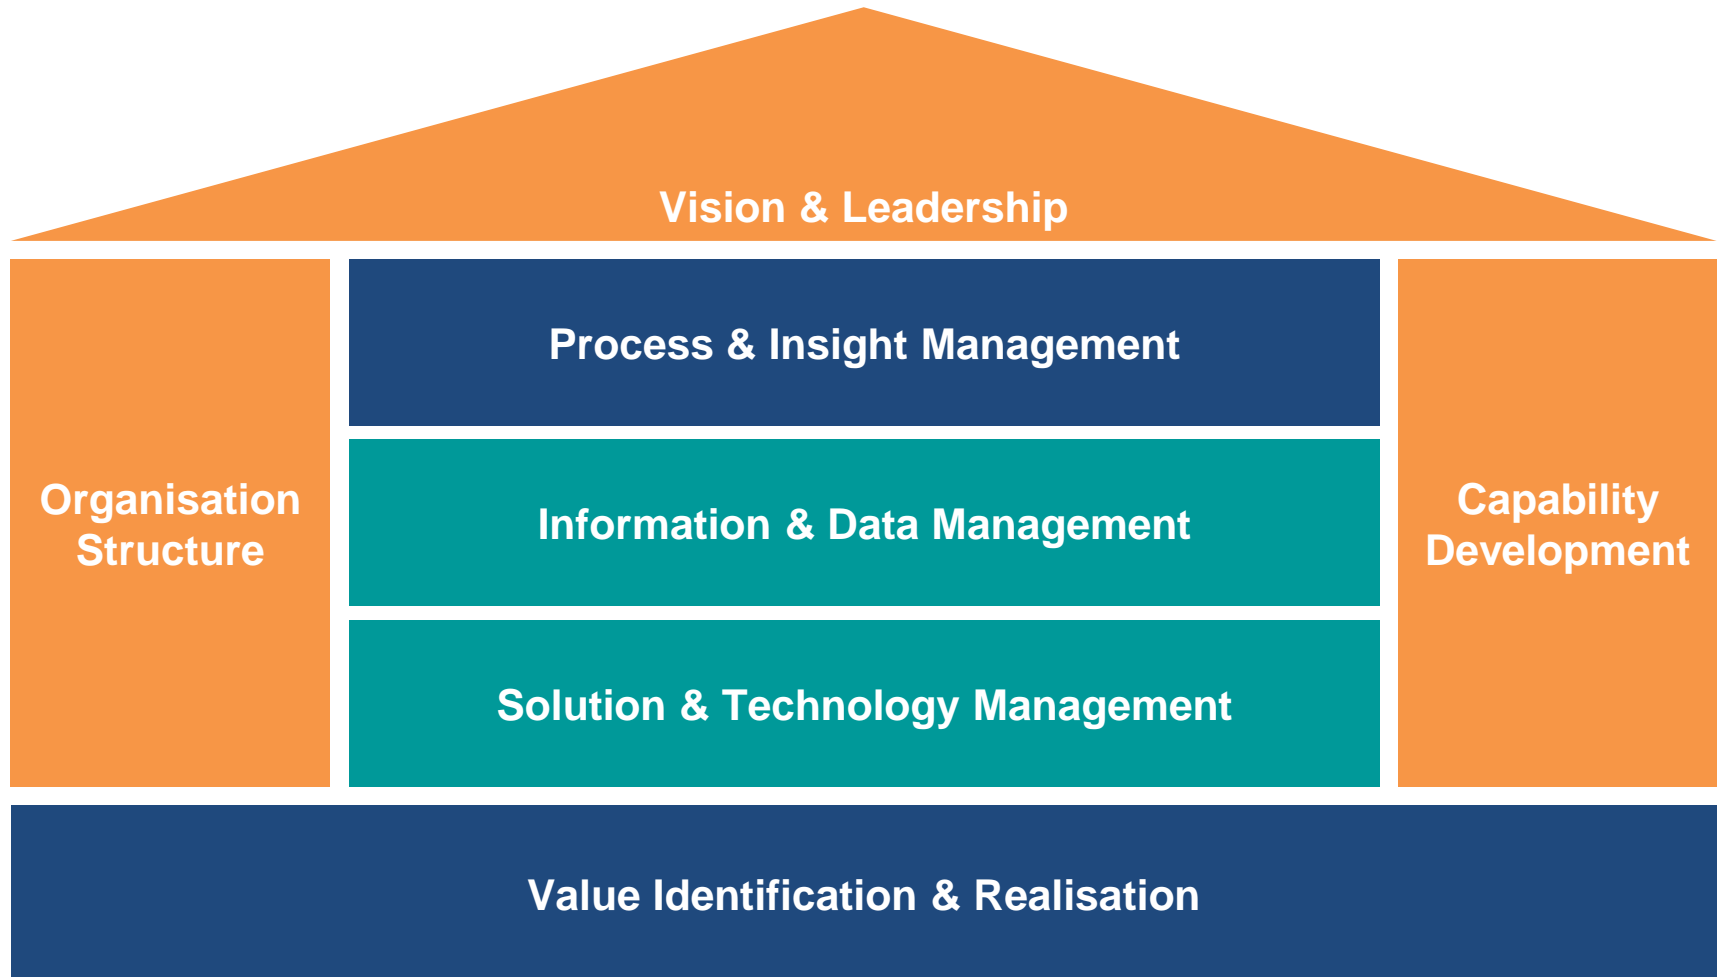 Vision & Leadership
Process & Insight Management
Organisation
Structure
Information & Data Management
Capability
Development
Solution & Technology Management
Value Identification & Realisation